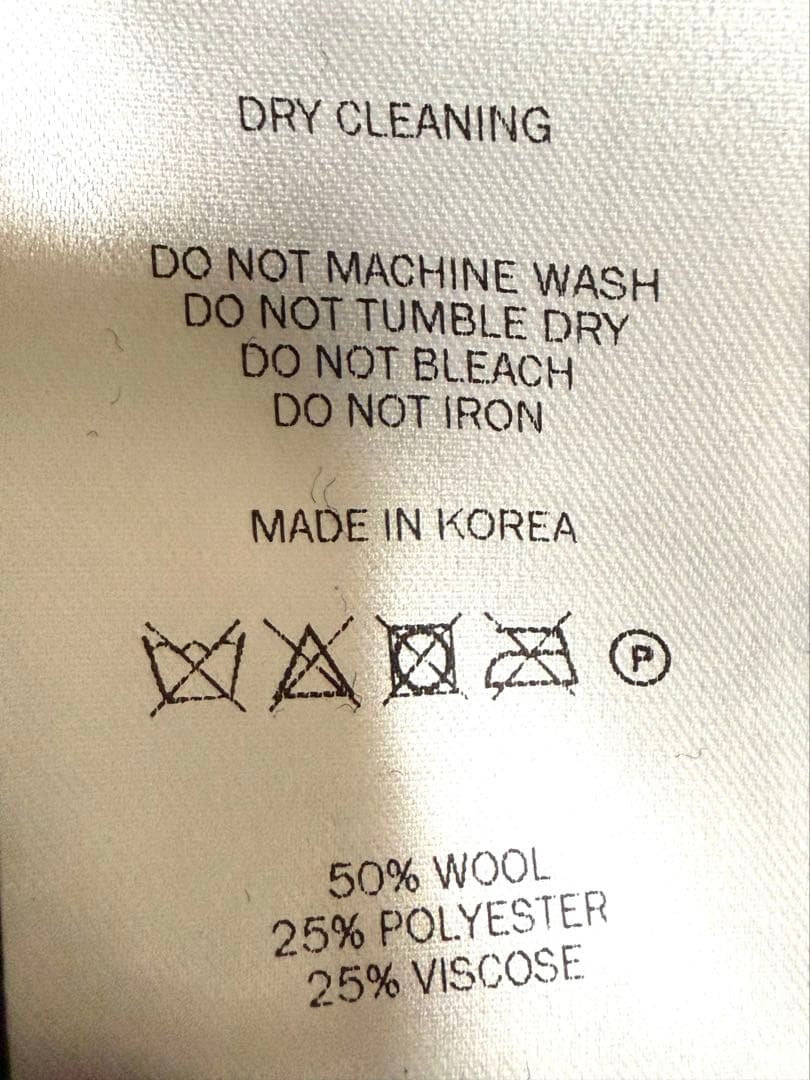 DRY CLEANING
DO NOT MACHINE WASH
DO NOT TUMBLE DRY
DO NOT BLEACH
DO NOT IRON
MADE IN KOREA
P
50% WOOL
25% POLYESTER
25% VISCOSE